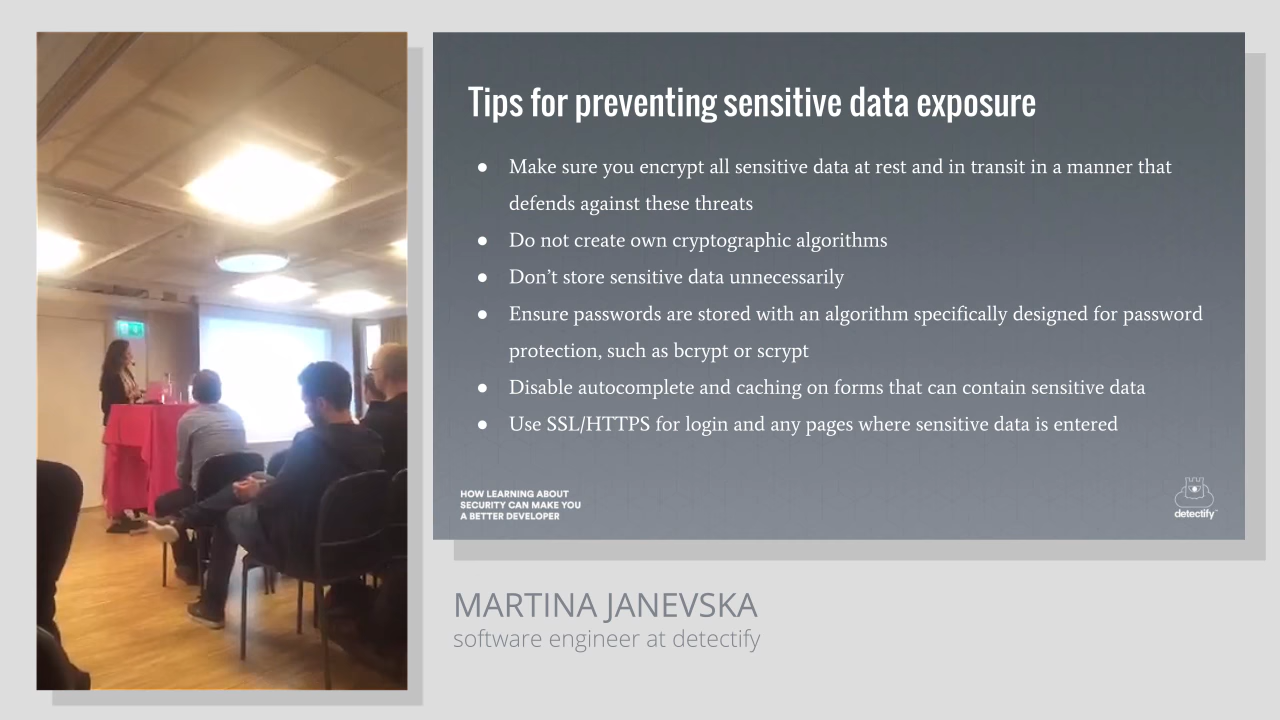 Tips for preventing sensitive data exposure
● Make sure you encrypt all sensitive data at rest and in transit in a manner that
defends against these threats
● Do not create own cryptographic algorithms
● Don’t store sensitive data unnecessarily
● Ensure passwords are stored with an algorithm specifically designed for password
protection, such as bcrypt or scrypt
● Disable autocomplete and caching on forms that can contain sensitive data
● Use SSL/HTTPS for login and any pages where sensitive data is entered
HOW LEARNING ABOUT
SECURITY CAN MAKE YOU
A BETTER DEVELOPER
detectify
MARTINA JANEVSKA
software engineer at detectify